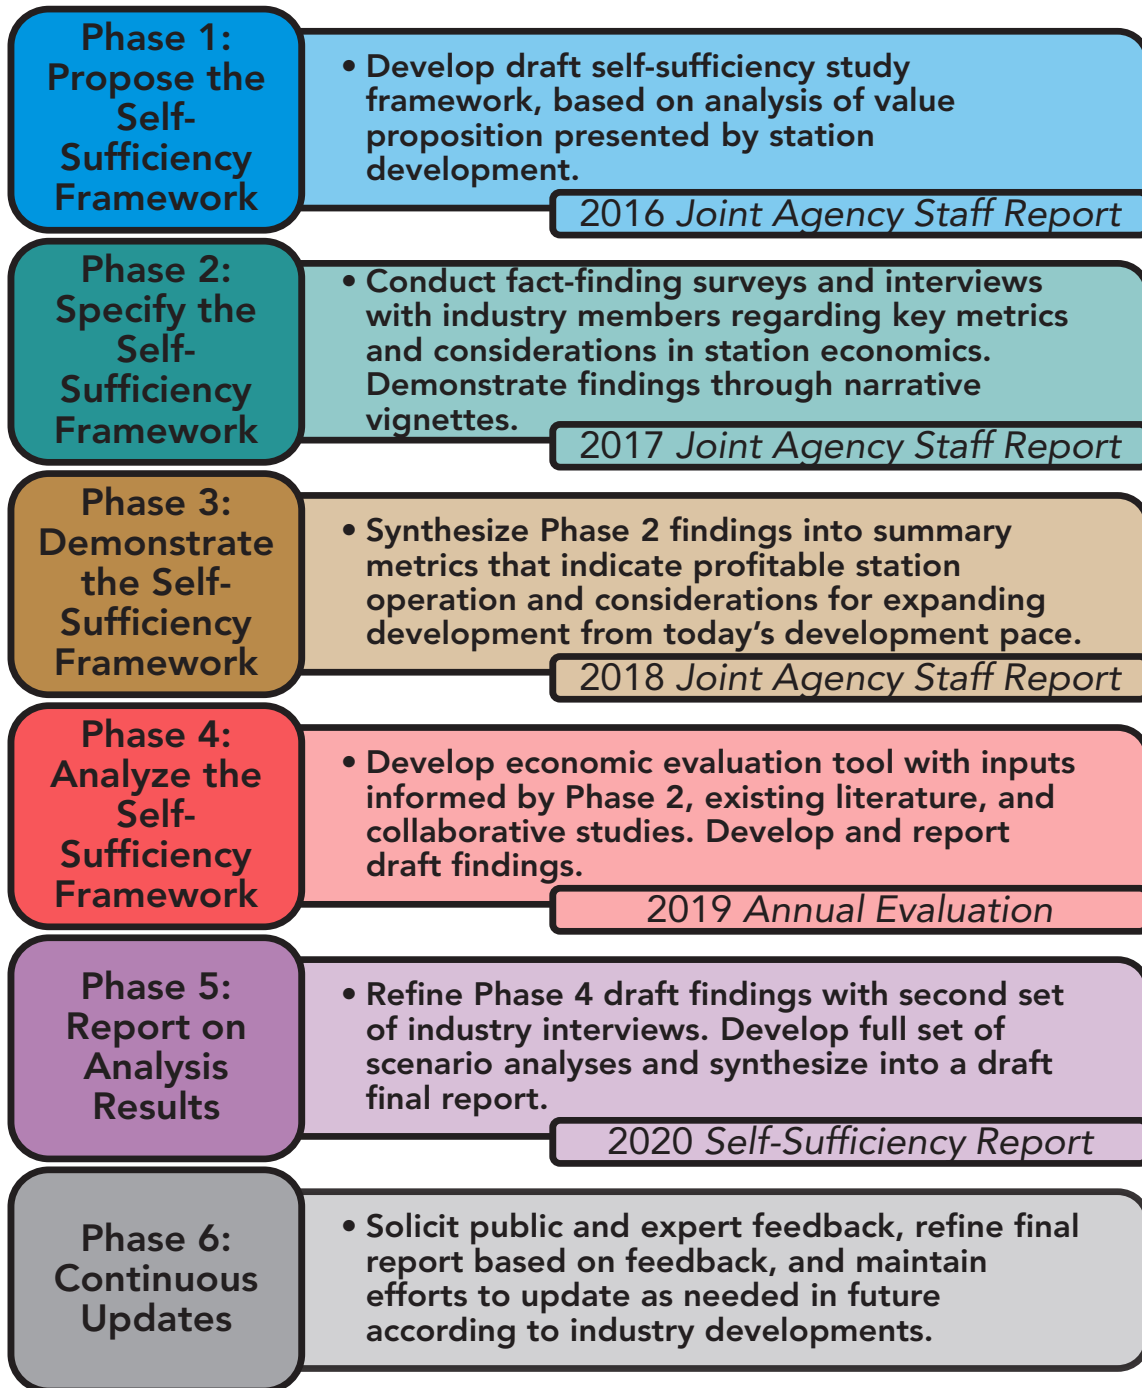 Phase 1:
Propose the
Self-
Sufficiency
Framework
• Develop draft self-sufficiency study
framework, based on analysis of value
proposition presented by station
development.
2016 Joint Agency Staff Report
Phase 2:
Specify the
Self-
Sufficiency
Framework
• Conduct fact-finding surveys and interviews
with industry members regarding key metrics
and considerations in station economics.
Demonstrate findings through narrative
vignettes.
2017 Joint Agency Staff Report
Phase 3:
Demonstrate
the Self-
Sufficiency
Framework
• Synthesize Phase 2 findings into summary
metrics that indicate profitable station
operation and considerations for expanding
development from today’s development pace.
2018 Joint Agency Staff Report
Phase 4:
Analyze the
Self-
Sufficiency
Framework
• Develop economic evaluation tool with inputs
informed by Phase 2, existing literature, and
collaborative studies. Develop and report
draft findings.
2019 Annual Evaluation
Phase 5:
Report on
Analysis
Results
• Refine Phase 4 draft findings with second set
of industry interviews. Develop full set of
scenario analyses and synthesize into a draft
final report.
2020 Self-Sufficiency Report
Phase 6:
Continuous
Updates
• Solicit public and expert feedback, refine final
report based on feedback, and maintain
efforts to update as needed in future
according to industry developments.